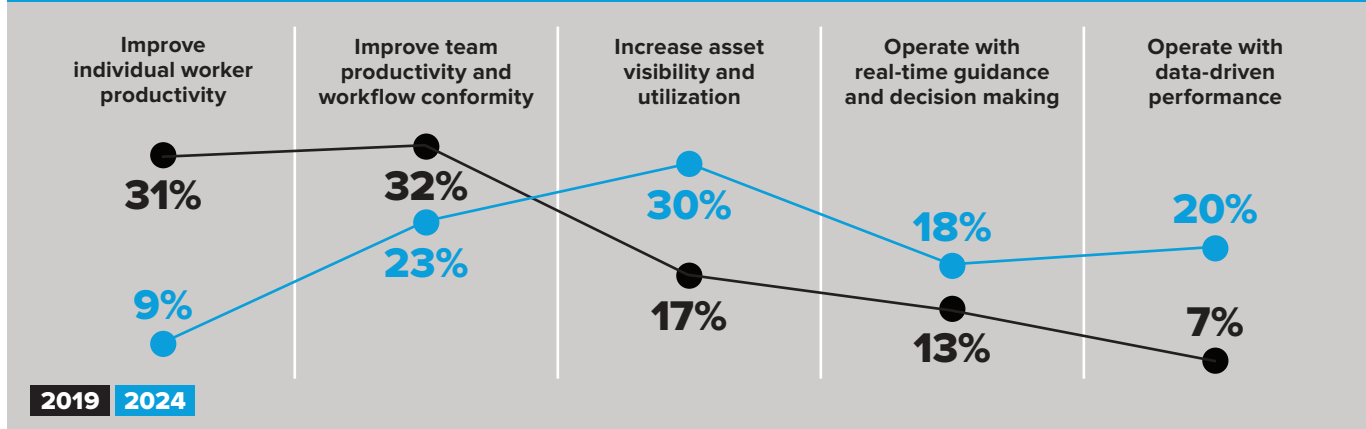 Improve
individual worker
productivity
Improve team
productivity and
workflow conformity
Increase asset
visibility and
utilization
Operate with
real-time guidance
and decision making
Operate with
data-driven
performance
31%
32%
17%
13%
7%
9%
23%
30%
18%
20%
2019 2024